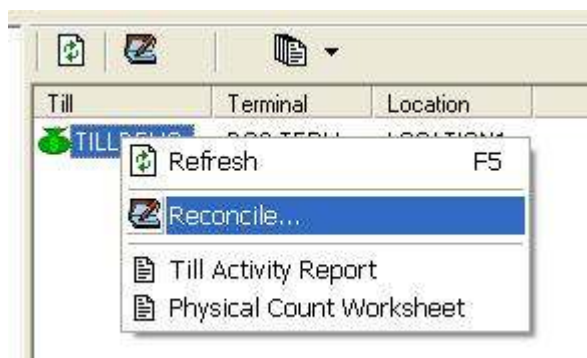 Till Terminal Location
Refresh F5
Reconcile...
Till Activity Report
Physical Count Worksheet